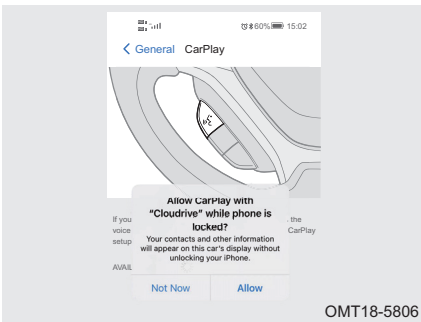 60% 15:02
General CarPlay
Allow CarPlay with
"Cloudrive" while phone is
locked?
If you the
voice CarPlay
setup
Your contacts and other information
will appear on this car's display without
unlocking your iPhone.
AVAIL
Not Now Allow
OMT18-5806